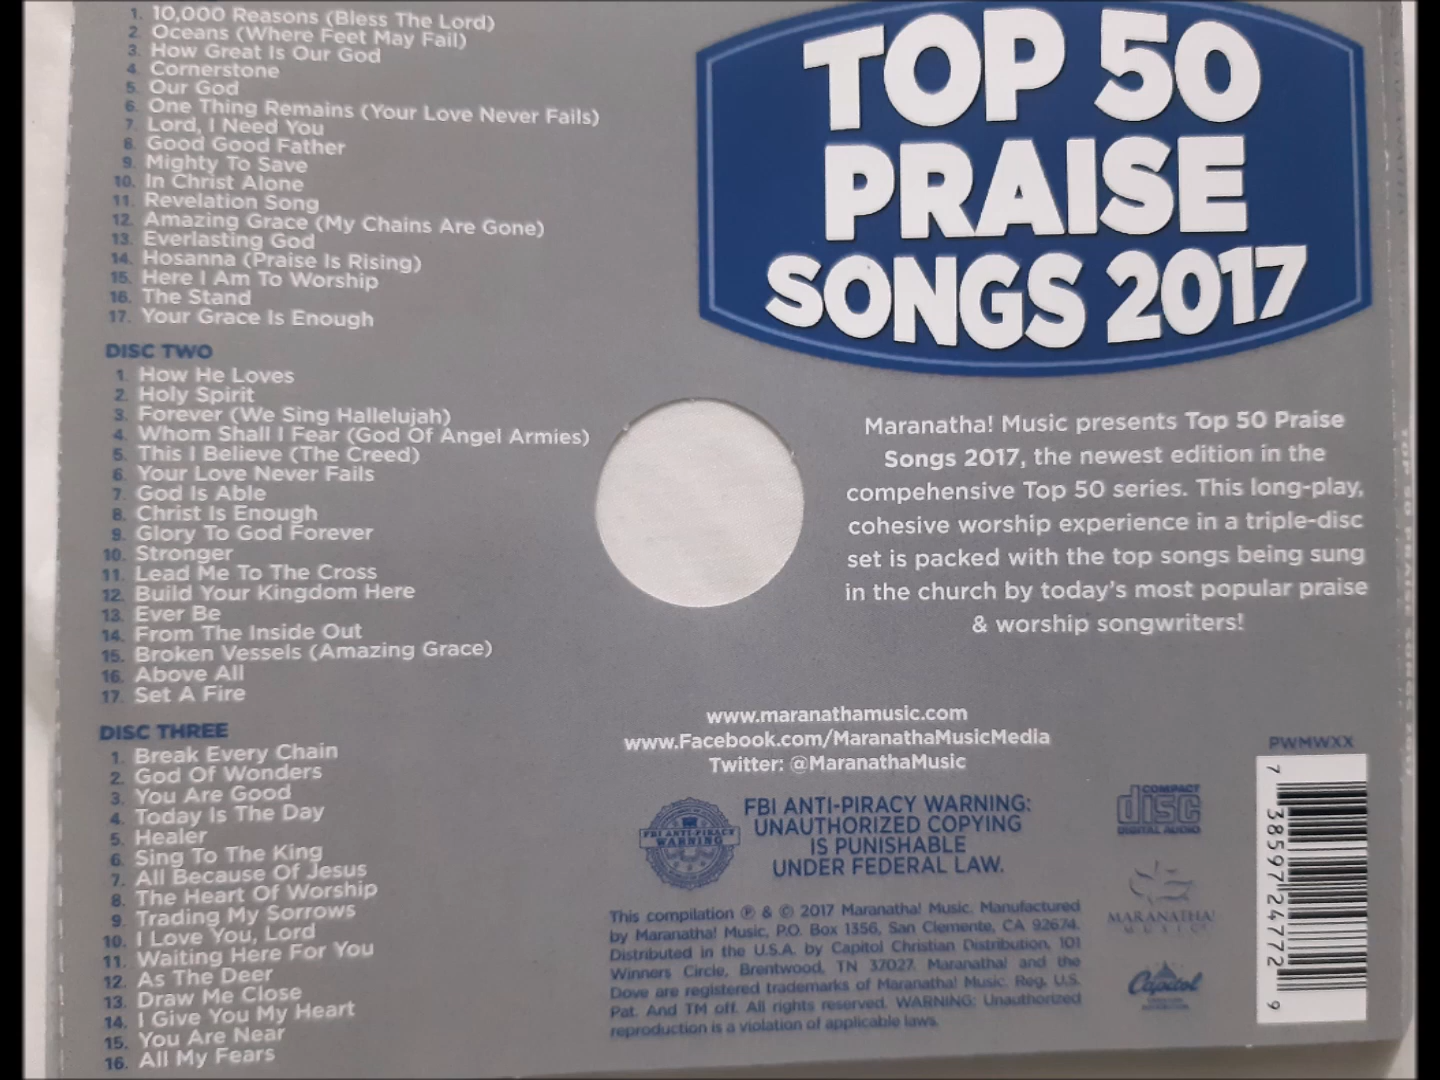 1. 10,000 Reasons (Bless The Lord)
2. Oceans (Where Feet May Fail)
3. How Great Is Our God
4. Cornerstone
5. Our God
6. One Thing Remains (Your Love Never Fails)
7. Lord, I Need You
8. Good Good Father
9. Mighty To Save
10. In Christ Alone
11. Revelation Song
12. Amazing Grace (My Chains Are Gone)
13. Everlasting God
14. Hosanna (Praise Is Rising)
15. Here I Am To Worship
16. The Stand
17. Your Grace Is Enough
DISC TWO
1. How He Loves
2. Holy Spirit
3. Forever (We Sing Hallelujah)
4. Whom Shall I Fear (God Of Angel Armies)
5. This I Believe (The Creed)
6. Your Love Never Fails
7. God Is Able
8. Christ Is Enough
9. Glory To God Forever
10. Stronger
11. Lead Me To The Cross
12. Build Your Kingdom Here
13. Ever Be
14. From The Inside Out
15. Broken Vessels (Amazing Grace)
16. Above All
17. Set A Fire
DISC THREE
1. Break Every Chain
2. God Of Wonders
3. You Are Good
4. Today Is The Day
5. Healer
6. Sing To The King
7. All Because Of Jesus
8. The Heart Of Worship
9. Trading My Sorrows
10. I Love You, Lord
11. Waiting Here For You
12. As The Deer
13. Draw Me Close
14. I Give You My Heart
15. You Are Near
16. All My Fears
TOP 50
PRAISE
SONGS 2017
Maranatha! Music presents Top 50 Praise
Songs 2017, the newest edition in the
compehensive Top 50 series. This long-play,
cohesive worship experience in a triple-disc
set is packed with the top songs being sung
in the church by today's most popular praise
& worship songwriters!
www.maranathamusic.com
www.Facebook.com/MaranathaMusicMedia
Twitter: @MaranathaMusic
FBI ANTI-PIRACY
WARNING
FBI ANTI-PIRACY WARNING:
UNAUTHORIZED COPYING
IS PUNISHABLE
UNDER FEDERAL LAW.
This compilation ℗ & © 2017 Maranatha! Music. Manufactured
by Maranatha! Music, P.O. Box 1356, San Clemente, CA 92674.
Distributed in the U.S.A. by Capitol Christian Distribution, 101
Winners Circle, Brentwood, TN 37027. Maranatha! and the
Dove are registered trademarks of Maranatha! Music. Reg. U.S.
Pat. And TM off. All rights reserved. WARNING: Unauthorized
reproduction is a violation of applicable laws.
COMPACT
disc
DIGITAL AUDIO
MARANATHA!
MUSIC
Capitol
PWMWXX
7 38597 24772 9